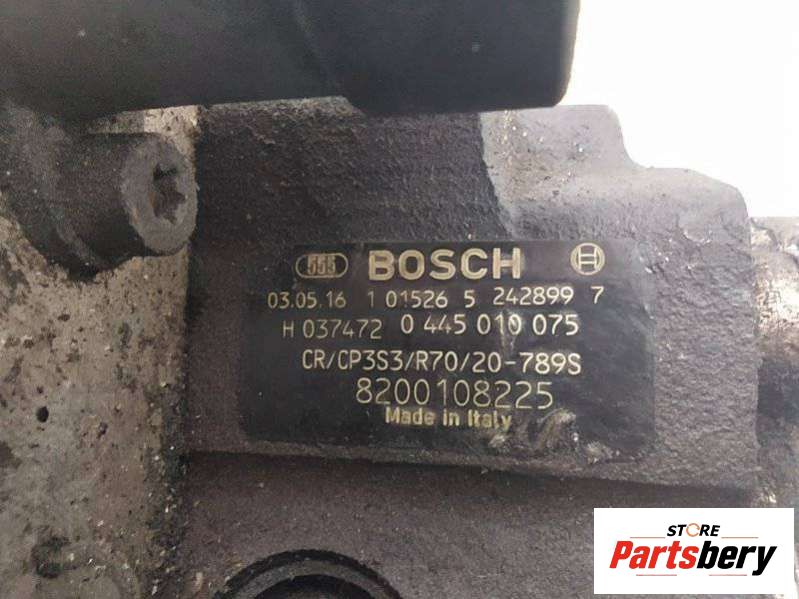 555 BOSCH
03.05.16 1 01526 5 242899 7
H 037472 0 445 010 075
CR/CP3S3/R70/20-789S
8200108225
Made in Italy
STORE
Partsbery